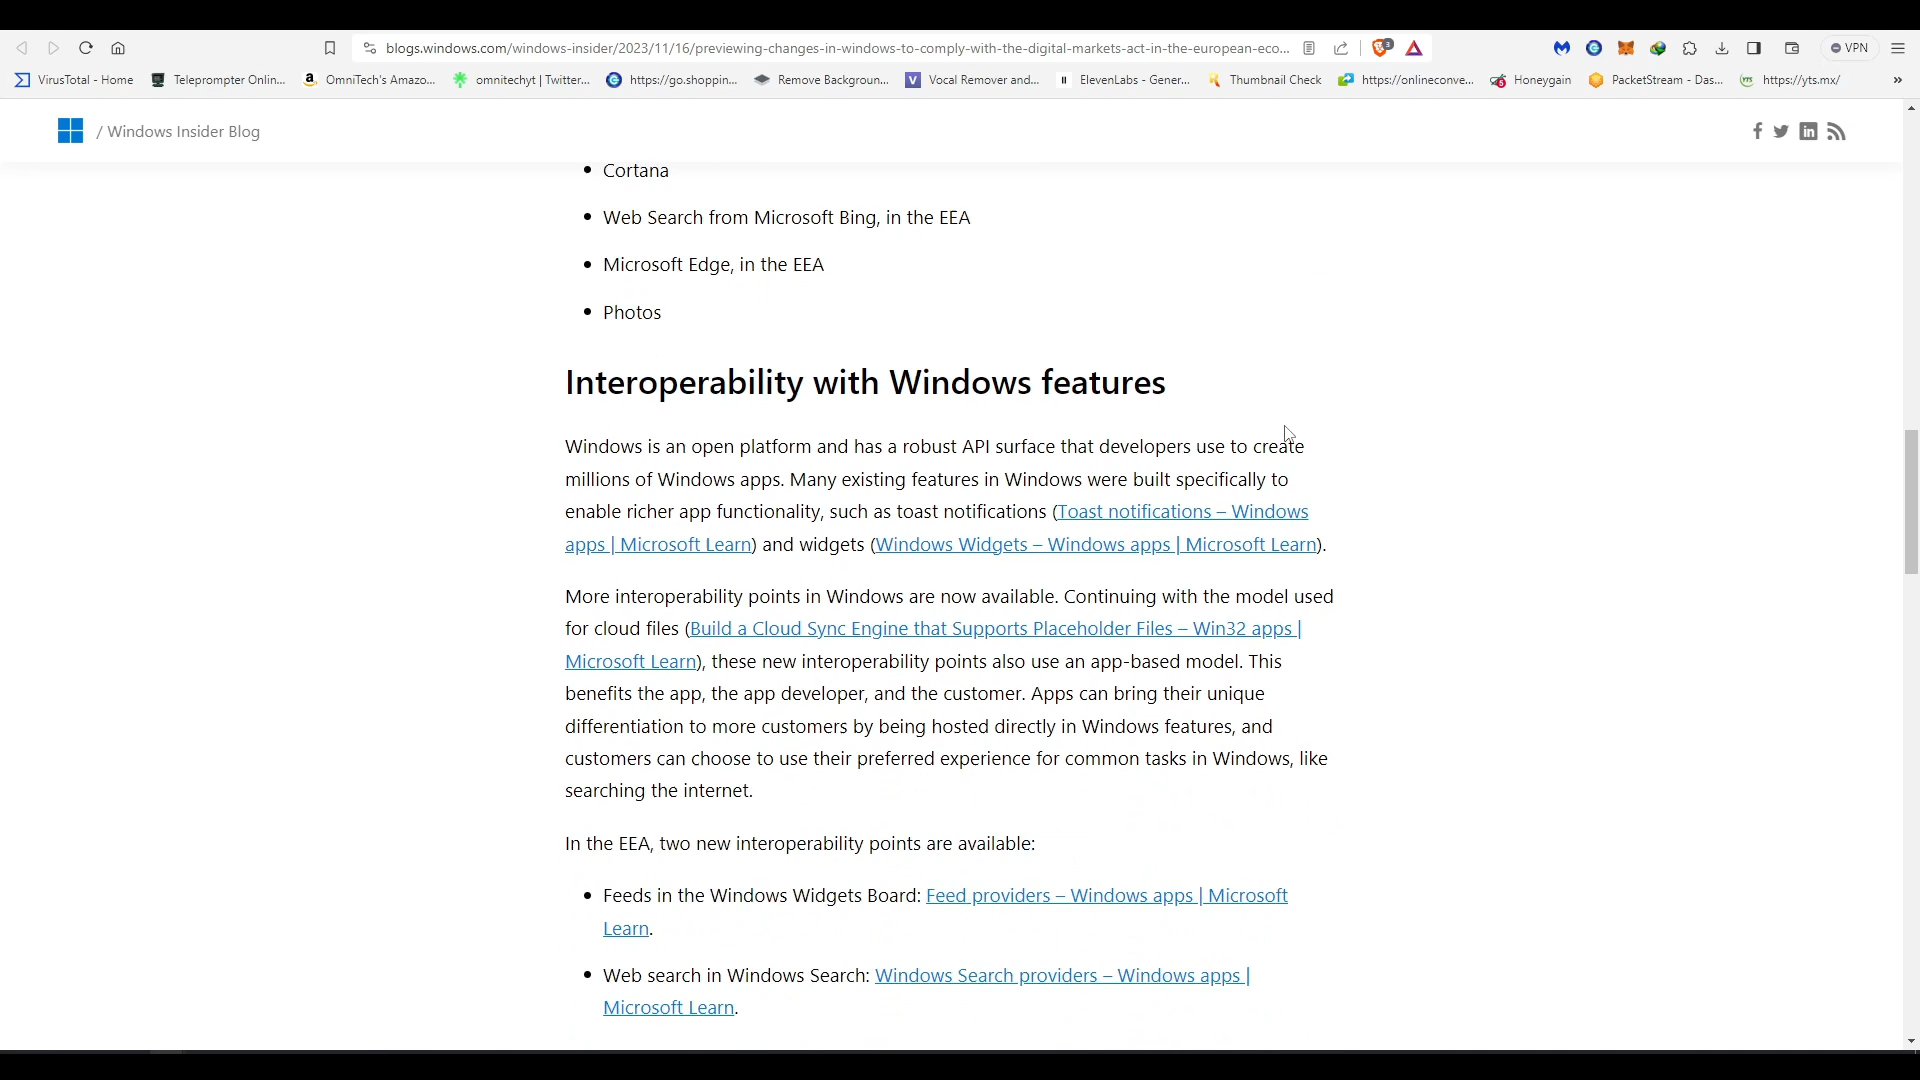 blogs.windows.com/windows-insider/2023/11/16/previewing-changes-in-windows-to-comply-with-the-digital-markets-act-in-the-european-eco...
3
VPN
VirusTotal - Home
Teleprompter Onlin...
OmniTech's Amazo...
omnitechyt | Twitter...
https://go.shoppin...
Remove Backgroun...
Vocal Remover and...
ElevenLabs - Gener...
Thumbnail Check
https://onlineconve...
Honeygain
PacketStream - Das...
https://yts.mx/
»
/ Windows Insider Blog
• Cortana
• Web Search from Microsoft Bing, in the EEA
• Microsoft Edge, in the EEA
• Photos
Interoperability with Windows features
Windows is an open platform and has a robust API surface that developers use to create
millions of Windows apps. Many existing features in Windows were built specifically to
enable richer app functionality, such as toast notifications (Toast notifications – Windows
apps | Microsoft Learn) and widgets (Windows Widgets – Windows apps | Microsoft Learn).
More interoperability points in Windows are now available. Continuing with the model used
for cloud files (Build a Cloud Sync Engine that Supports Placeholder Files – Win32 apps |
Microsoft Learn), these new interoperability points also use an app-based model. This
benefits the app, the app developer, and the customer. Apps can bring their unique
differentiation to more customers by being hosted directly in Windows features, and
customers can choose to use their preferred experience for common tasks in Windows, like
searching the internet.
In the EEA, two new interoperability points are available:
• Feeds in the Windows Widgets Board: Feed providers – Windows apps | Microsoft
Learn.
• Web search in Windows Search: Windows Search providers – Windows apps |
Microsoft Learn.